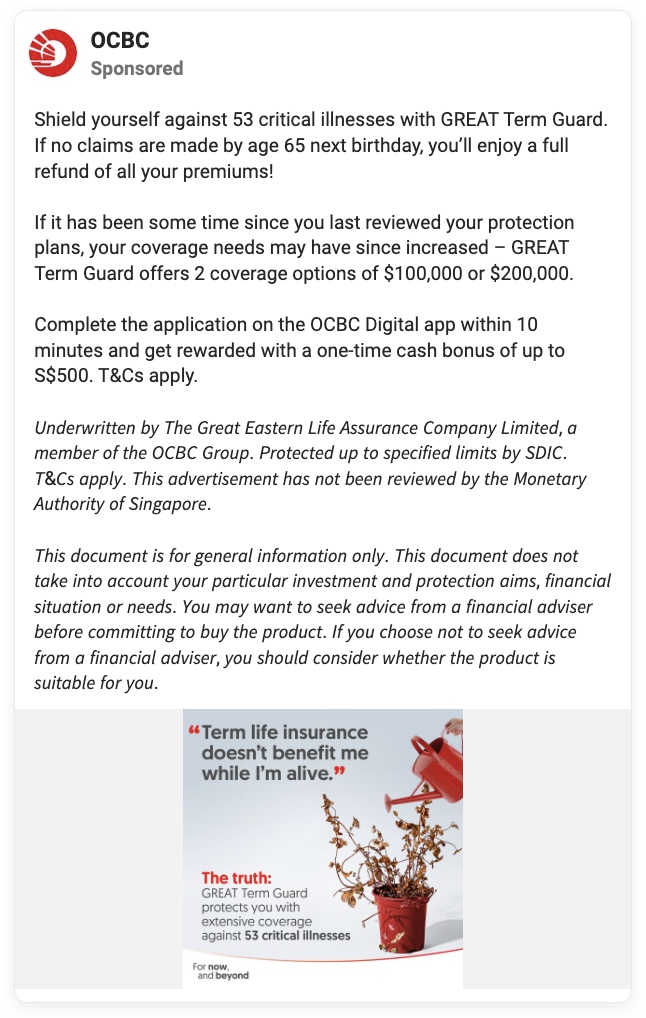 OCBC
Sponsored
Shield yourself against 53 critical illnesses with GREAT Term Guard.
If no claims are made by age 65 next birthday, you’ll enjoy a full
refund of all your premiums!
If it has been some time since you last reviewed your protection
plans, your coverage needs may have since increased – GREAT
Term Guard offers 2 coverage options of $100,000 or $200,000.
Complete the application on the OCBC Digital app within 10
minutes and get rewarded with a one-time cash bonus of up to
S$500. T&Cs apply.
Underwritten by The Great Eastern Life Assurance Company Limited, a
member of the OCBC Group. Protected up to specified limits by SDIC.
T&Cs apply. This advertisement has not been reviewed by the Monetary
Authority of Singapore.
This document is for general information only. This document does not
take into account your particular investment and protection aims, financial
situation or needs. You may want to seek advice from a financial adviser
before committing to buy the product. If you choose not to seek advice
from a financial adviser, you should consider whether the product is
suitable for you.
“Term life insurance
doesn’t benefit me
while I’m alive.”
The truth:
GREAT Term Guard
protects you with
extensive coverage
against 53 critical illnesses
For now,
and beyond